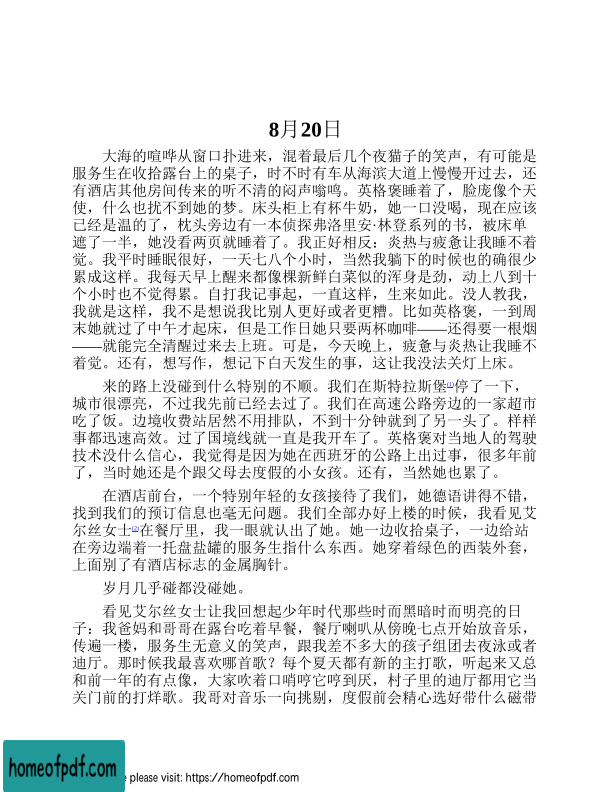 8月20日
大海的喧哗从窗口扑进来，混着最后几个夜猫子的笑声，有可能是
服务生在收拾露台上的桌子，时不时有车从海滨大道上慢慢开过去，还
有酒店其他房间传来的听不清的闷声嗡鸣。英格褒睡着了，脸庞像个天
使，什么也扰不到她的梦。床头柜上有杯牛奶，她一口没喝，现在应该
已经是温的了，枕头旁边有一本侦探弗洛里安·林登系列的书，被床单
遮了一半，她没看两页就睡着了。我正好相反：炎热与疲惫让我睡不着
觉。我平时睡眠很好，一天七八个小时，当然我躺下的时候也的确很少
累成这样。我每天早上醒来都像棵新鲜白菜似的浑身是劲，动上八到十
个小时也不觉得累。自打我记事起，一直这样，生来如此。没人教我，
我就是这样，我不是想说我比别人更好或者更糟。比如英格褒，一到周
末她就过了中午才起床，但是工作日她只要两杯咖啡——还得要一根烟
——就能完全清醒过来去上班。可是，今天晚上，疲惫与炎热让我睡不
着觉。还有，想写作，想记下白天发生的事，这让我没法关灯上床。
来的路上没碰到什么特别的不顺。我们在斯特拉斯堡(1)停了一下，
城市很漂亮，不过我先前已经去过了。我们在高速公路旁边的一家超市
吃了饭。边境收费站居然不用排队，不到十分钟就到了另一头了。样样
事都迅速高效。过了国境线就一直是我开车了。英格褒对当地人的驾驶
技术没什么信心，我觉得是因为她在西班牙的公路上出过事，很多年前
了，当时她还是个跟父母去度假的小女孩。还有，当然她也累了。
在酒店前台，一个特别年轻的女孩接待了我们，她德语讲得不错，
找到我们的预订信息也毫无问题。我们全部办好上楼的时候，我看见艾
尔丝女士(2)在餐厅里，我一眼就认出了她。她一边收拾桌子，一边给站
在旁边端着一托盘盐罐的服务生指什么东西。她穿着绿色的西装外套，
上面别了有酒店标志的金属胸针。
岁月几乎碰都没碰她。
看见艾尔丝女士让我回想起少年时代那些时而黑暗时而明亮的日
子：我爸妈和哥哥在露台吃着早餐，餐厅喇叭从傍晚七点开始放音乐，
传遍一楼，服务生无意义的笑声，跟我差不多大的孩子组团去夜泳或者
迪厅。那时候我最喜欢哪首歌？每个夏天都有新的主打歌，听起来又总
和前一年的有点像，大家吹着口哨哼它哼到厌，村子里的迪厅都用它当
关门前的打烊歌。我哥对音乐一向挑剔，度假前会精心选好带什么磁带
homeofpdf.com
e please visit: https://homeofpdf.com